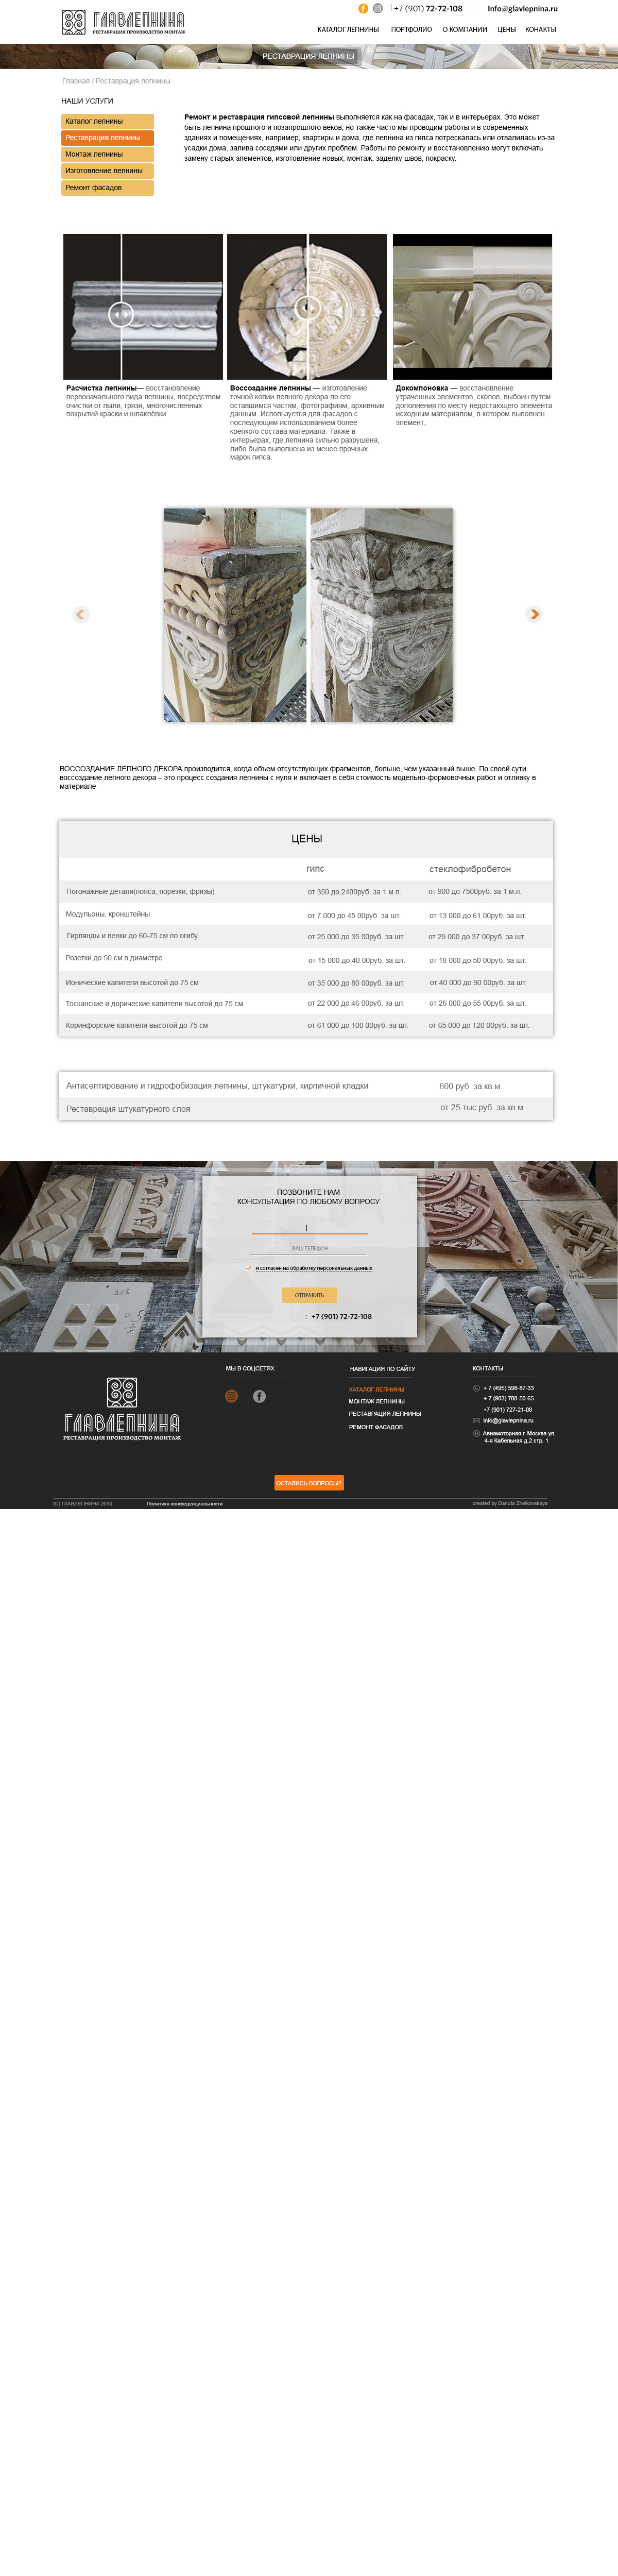 ГЛАВЛЕПНИНА
РЕСТАВРАЦИЯ ПРОИЗВОДСТВО МОНТАЖ
+7 (901) 72-72-108
Info@glavlepnina.ru
КАТАЛОГ ЛЕПНИНЫ ПОРТФОЛИО О КОМПАНИИ ЦЕНЫ КОНАКТЫ
РЕСТАВРАЦИЯ ЛЕПНИНЫ
Главная / Реставрация лепнины
НАШИ УСЛУГИ
Каталог лепнины
Реставрация лепнины
Монтаж лепнины
Изготовление лепнины
Ремонт фасадов
Ремонт и реставрация гипсовой лепнины выполняется как на фасадах, так и в интерьерах. Это может
быть лепнина прошлого и позапрошлого веков, но также часто мы проводим работы и в современных
зданиях и помещениях, например, квартиры и дома, где лепнина из гипса потрескалась или отвалилась из-за
усадки дома, залива соседями или других проблем. Работы по ремонту и восстановлению могут включать
замену старых элементов, изготовление новых, монтаж, заделку швов, покраску.
Расчистка лепнины— восстановление
первоначального вида лепнины, посредством
очистки от пыли, грязи, многочисленных
покрытий краски и шпаклёвки.
Воссоздание лепнины — изготовление
точной копии лепного декора по его
оставшимся частям, фотографиям, архивным
данным. Используется для фасадов с
последующим использованием более
крепкого состава материала. Также в
интерьерах, где лепнина сильно разрушена,
либо была выполнена из менее прочных
марок гипса.
Докомпоновка — восстановление
утраченных элементов, сколов, выбоин путем
дополнения по месту недостающего элемента
исходным материалом, в котором выполнен
элемент,
ВОССОЗДАНИЕ ЛЕПНОГО ДЕКОРА производится, когда объем отсутствующих фрагментов, больше, чем указанный выше. По своей сути
воссоздание лепного декора – это процесс создания лепнины с нуля и включает в себя стоимость модельно-формовочных работ и отливку в
материале
ЦЕНЫ
гипс стеклофибробетон
Погонажные детали(пояса, порезки, фризы) от 350 до 2400руб. за 1 м.п. от 900 до 7500руб. за 1 м.п.
Модульоны, кронштейны от 7 000 до 45 00руб. за шт. от 13 000 до 61 00руб. за шт.
Гирлянды и венки до 60-75 см по огибу от 25 000 до 35 00руб. за шт. от 29 000 до 37 00руб. за шт.
Розетки до 50 см в диаметре от 15 000 до 40 00руб. за шт. от 18 000 до 50 00руб. за шт.
Ионические капители высотой до 75 см от 35 000 до 80 00руб. за шт. от 40 000 до 90 00руб. за шт.
Тосканские и дорические капители высотой до 75 см от 22 000 до 46 00руб. за шт. от 26 000 до 55 00руб. за шт.
Коринфорские капители высотой до 75 см от 61 000 до 100 00руб. за шт. от 65 000 до 120 00руб. за шт.
Антисептирование и гидрофобизация лепнины, штукатурки, кирпичной кладки 600 руб. за кв.м.
Реставрация штукатурного слоя от 25 тыс.руб. за кв.м.
ПОЗВОНИТЕ НАМ
КОНСУЛЬТАЦИЯ ПО ЛЮБОМУ ВОПРОСУ
ВАШ ТЕЛЕФОН
я согласен на обработку персональных данных
ОТПРАВИТЬ
+7 (901) 72-72-108
ГЛАВЛЕПНИНА
РЕСТАВРАЦИЯ ПРОИЗВОДСТВО МОНТАЖ
МЫ В СОЦСЕТЯХ
НАВИГАЦИЯ ПО САЙТУ
КАТАЛОГ ЛЕПНИНЫ
МОНТАЖ ЛЕПНИНЫ
РЕСТАВРАЦИЯ ЛЕПНИНЫ
РЕМОНТ ФАСАДОВ
КОНТАКТЫ
+ 7 (495) 598-87-33
+ 7 (903) 708-50-65
+7 (901) 727-21-08
info@glavlepnina.ru
Авиамоторная г. Москва ул.
4-я Кабельная д.2 стр. 1
ОСТАЛИСЬ ВОПРОСЫ?
(C) ГЛАВЛЕПНИНА 2019
Политика конфеденциальности
created by Danuta Zhelkonskaya